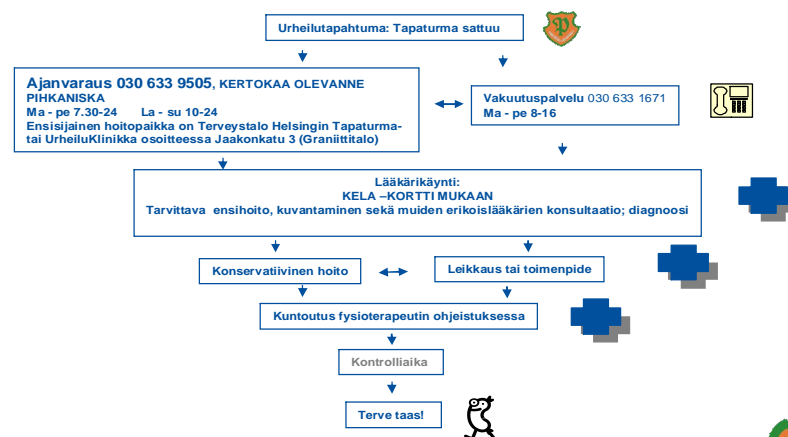 Urheilutapahtuma: Tapaturma sattuu
P
Ajanvaraus 030 633 9505, KERTOKAA OLEVANNE
PIHKANISKA
Ma - pe 7.30-24 La - su 10-24
Ensisijainen hoitopaikka on Terveystalo Helsingin Tapaturma-
tai UrheiluKlinikka osoitteessa Jaakonkatu 3 (Graniittitalo)
Vakuutuspalvelu 030 633 1671
Ma - pe 8-16
Lääkärikäynti:
KELA –KORTTI MUKAAN
Tarvittava ensihoito, kuvantaminen sekä muiden erikoislääkärien konsultaatio; diagnoosi
Konservatiivinen hoito
Leikkaus tai toimenpide
Kuntoutus fysioterapeutin ohjeistuksessa
Kontrolliaika
Terve taas!